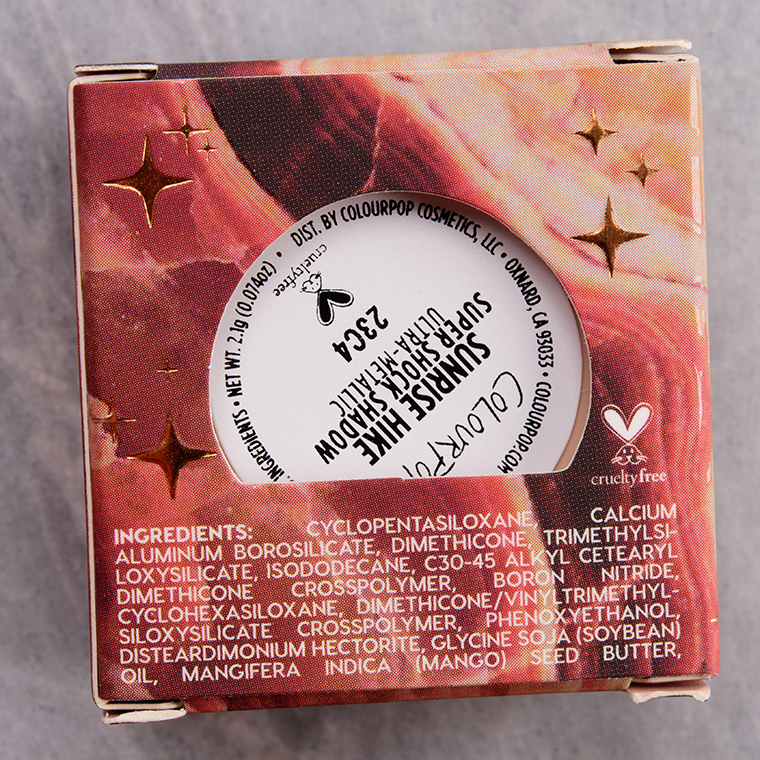 • NET WT. 2.1g (0.074oz) • DIST. BY COLOURPOP COSMETICS, LLC • OXNARD, CA 93033 • COLOURPOP.COM
INGREDIENTS
crueltyfree
23C4
ULTRA-METALLIC
SUPER SHOCK SHADOW
SUNRISE HIKE
COLOURPOP
crueltyfree
INGREDIENTS: CYCLOPENTASILOXANE, CALCIUM
ALUMINUM BOROSILICATE, DIMETHICONE, TRIMETHYLSI-
LOXYSILICATE, ISODODECANE, C30-45 ALKYL CETEARYL
DIMETHICONE CROSSPOLYMER, BORON NITRIDE,
CYCLOHEXASILOXANE, DIMETHICONE/VINYLTRIMETHYL-
SILOXYSILICATE CROSSPOLYMER, PHENOXYETHANOL,
DISTEARDIMONIUM HECTORITE, GLYCINE SOJA (SOYBEAN)
OIL, MANGIFERA INDICA (MANGO) SEED BUTTER,